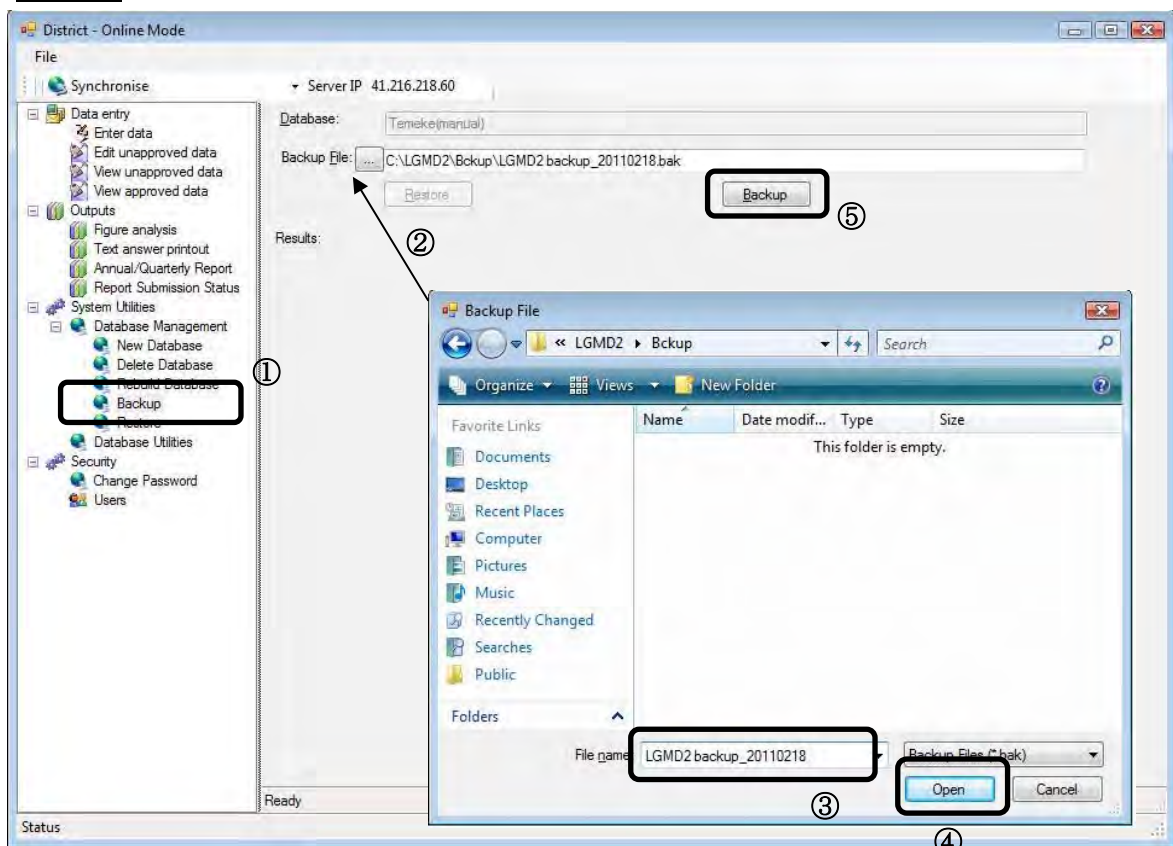 District - Online Mode
File
Synchronise
Server IP 41.216.218.60
Data entry
Enter data
Edit unapproved data
View unapproved data
View approved data
Outputs
Figure analysis
Text answer printout
Annual/Quarterly Report
Report Submission Status
System Utilities
Database Management
New Database
Delete Database
Rebuild Database
Backup
Restore
Database Utilities
Security
Change Password
Users
①
Database:
Temeke(manual)
Backup File:
...
C:\LGMD2\Bckup\LGMD2 backup_20110218.bak
Restore
Backup
⑤
②
Results:
Backup File
« LGMD2 ▸ Bckup
Search
Organize
Views
New Folder
?
Favorite Links
Documents
Desktop
Recent Places
Computer
Pictures
Music
Recently Changed
Searches
Public
Folders
Name
Date modif...
Type
Size
This folder is empty.
File name
LGMD2 backup_20110218
Backup Files (*.bak)
③
Open
Cancel
④
Ready
Status